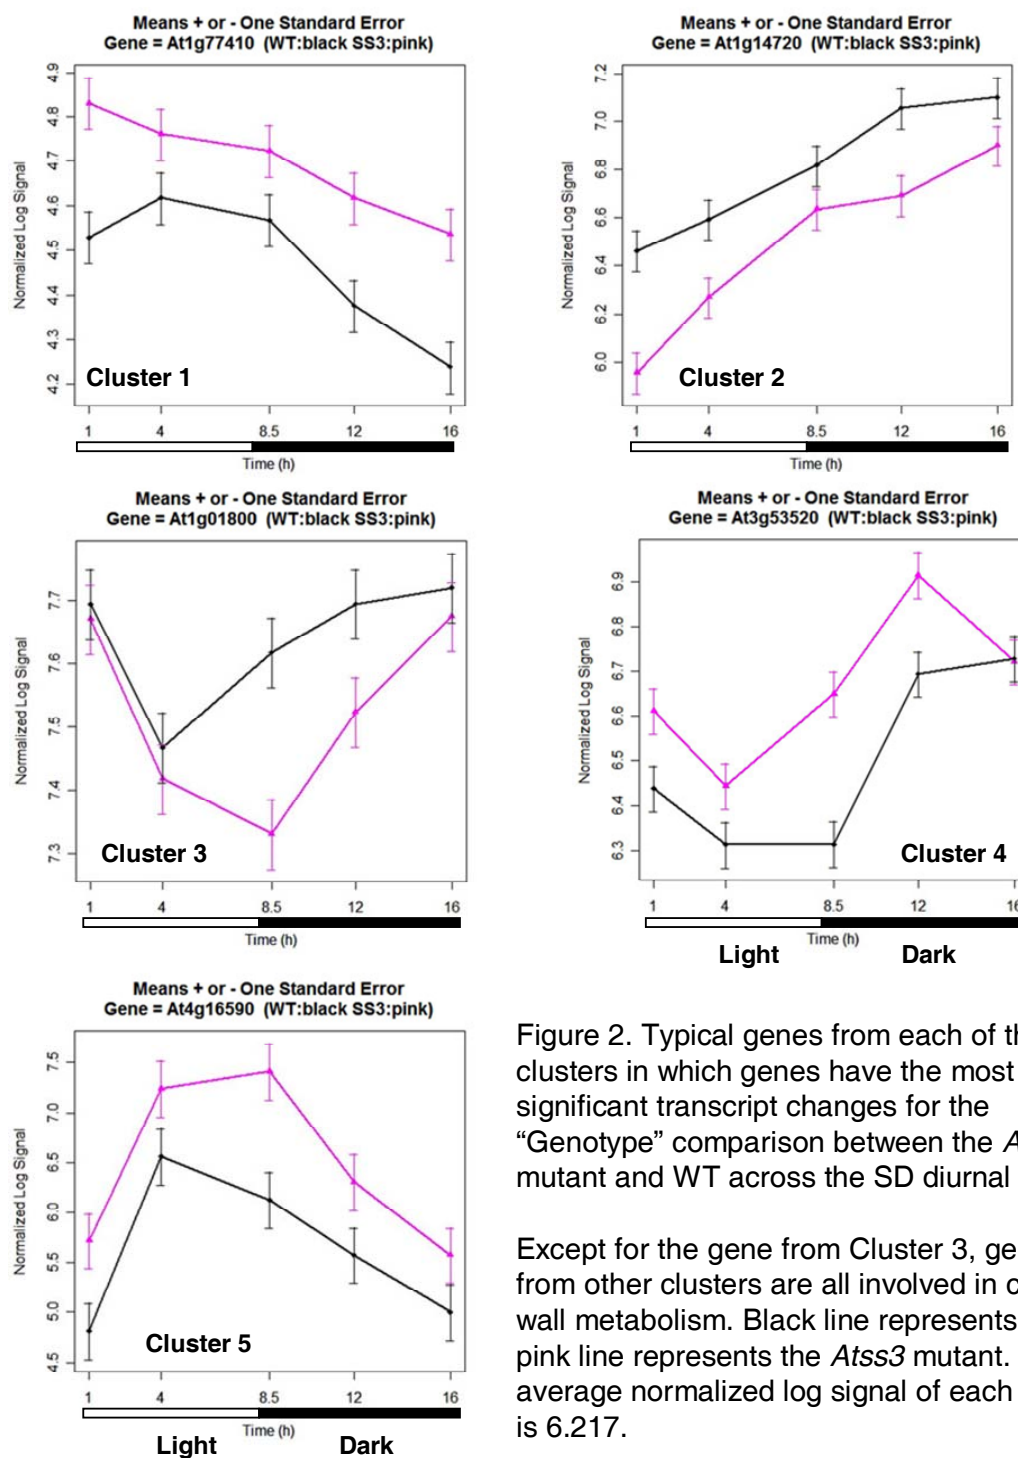 Means + or - One Standard Error
Gene = At1g77410 (WT:black SS3:pink)
Normalized Log Signal
4.9
4.8
4.7
4.6
4.5
4.4
4.3
4.2
Cluster 1
1 4 8.5 12 16
Time (h)
Means + or - One Standard Error
Gene = At1g14720 (WT:black SS3:pink)
Normalized Log Signal
7.2
7.0
6.8
6.6
6.4
6.2
6.0
Cluster 2
1 4 8.5 12 16
Time (h)
Means + or - One Standard Error
Gene = At1g01800 (WT:black SS3:pink)
Normalized Log Signal
7.7
7.6
7.5
7.4
7.3
Cluster 3
1 4 8.5 12 16
Time (h)
Means + or - One Standard Error
Gene = At3g53520 (WT:black SS3:pink)
Normalized Log Signal
6.9
6.8
6.7
6.6
6.5
6.4
6.3
Cluster 4
1 4 8.5 12 16
Time (h)
Light Dark
Means + or - One Standard Error
Gene = At4g16590 (WT:black SS3:pink)
Normalized Log Signal
7.5
7.0
6.5
6.0
5.5
5.0
4.5
Cluster 5
1 4 8.5 12 16
Time (h)
Light Dark
Figure 2. Typical genes from each of
clusters in which genes have the most
significant transcript changes for the
“Genotype” comparison between the
mutant and WT across the SD diurnal
Except for the gene from Cluster 3,
from other clusters are all involved in
wall metabolism. Black line represents
pink line represents the Atss3 mutant.
average normalized log signal of each
is 6.217.